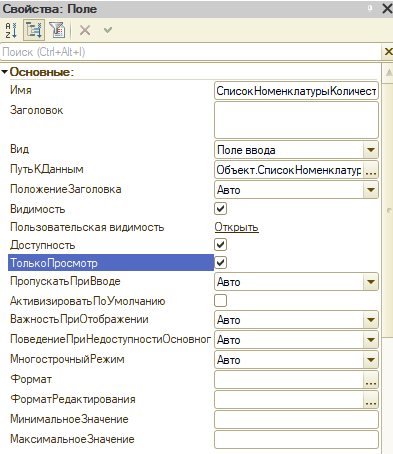 Свойства: Поле
Поиск (Ctrl+Alt+I)
Основные:
Имя СписокНоменклатурыКоличест
Заголовок
Вид Поле ввода
ПутьКДанным Объект.СписокНоменклатур ...
ПоложениеЗаголовка Авто
Видимость
Пользовательская видимость Открыть
Доступность
ТолькоПросмотр
ПропускатьПриВводе Авто
АктивизироватьПоУмолчанию
ВажностьПриОтображении Авто
ПоведениеПриНедоступностиОсновног Авто
МногострочныйРежим Авто
Формат ...
ФорматРедактирования ...
МинимальноеЗначение
МаксимальноеЗначение